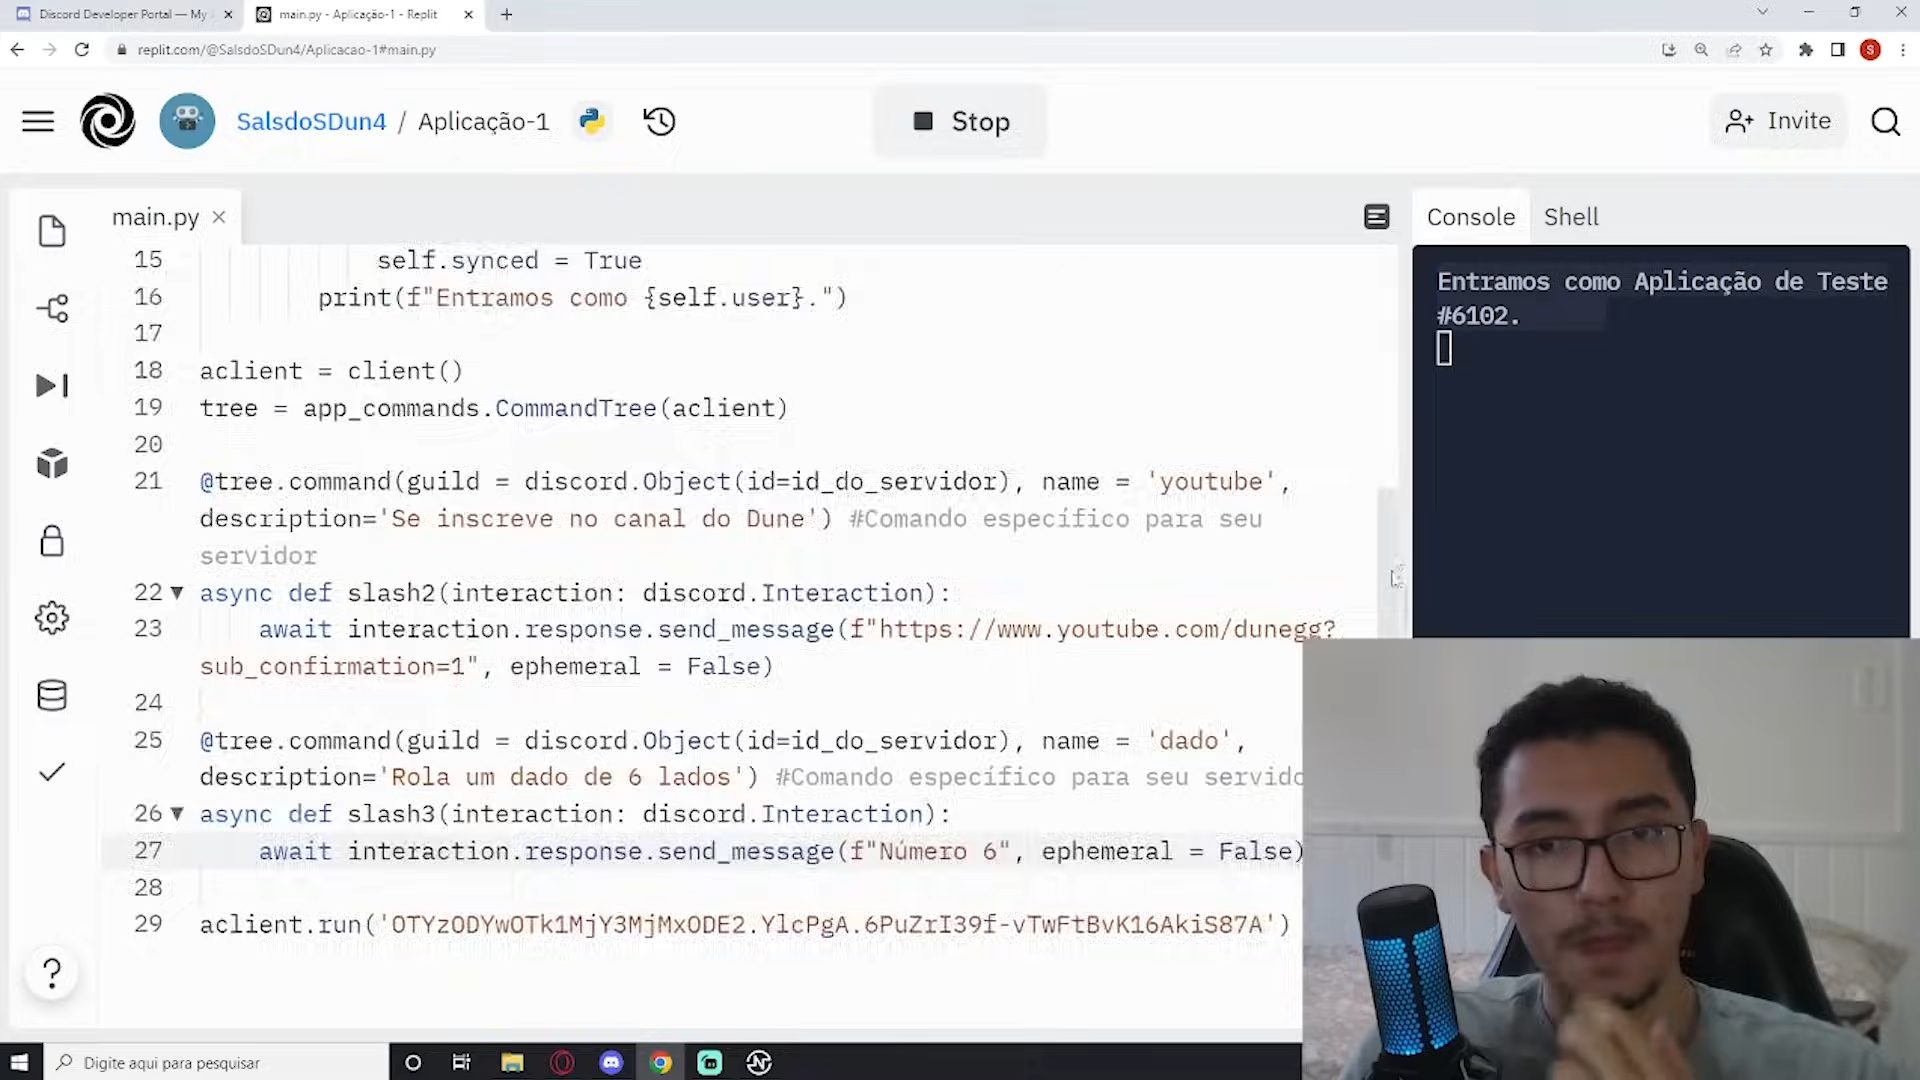 Discord Developer Portal — My
main.py - Aplicação-1 - Replit
replit.com/@SalsdoSDun4/Aplicacao-1#main.py
S
SalsdoSDun4 / Aplicação-1
Stop
Invite
main.py
Console
Shell
15 self.synced = True
16 print(f"Entramos como {self.user}.")
17
18 aclient = client()
19 tree = app_commands.CommandTree(aclient)
20
21 @tree.command(guild = discord.Object(id=id_do_servidor), name = 'youtube',
description='Se inscreve no canal do Dune') #Comando específico para seu
servidor
22 async def slash2(interaction: discord.Interaction):
23 await interaction.response.send_message(f"https://www.youtube.com/dunegg?
sub_confirmation=1", ephemeral = False)
24
25 @tree.command(guild = discord.Object(id=id_do_servidor), name = 'dado',
description='Rola um dado de 6 lados') #Comando específico para seu servido
26 async def slash3(interaction: discord.Interaction):
27 await interaction.response.send_message(f"Número 6", ephemeral = False)
28
29 aclient.run('OTYzODYwOTk1MjY3MjMxODE2.YlcPgA.6PuZrI39f-vTwFtBvK16AkiS87A')
Entramos como Aplicação de Teste
#6102.
Digite aqui para pesquisar